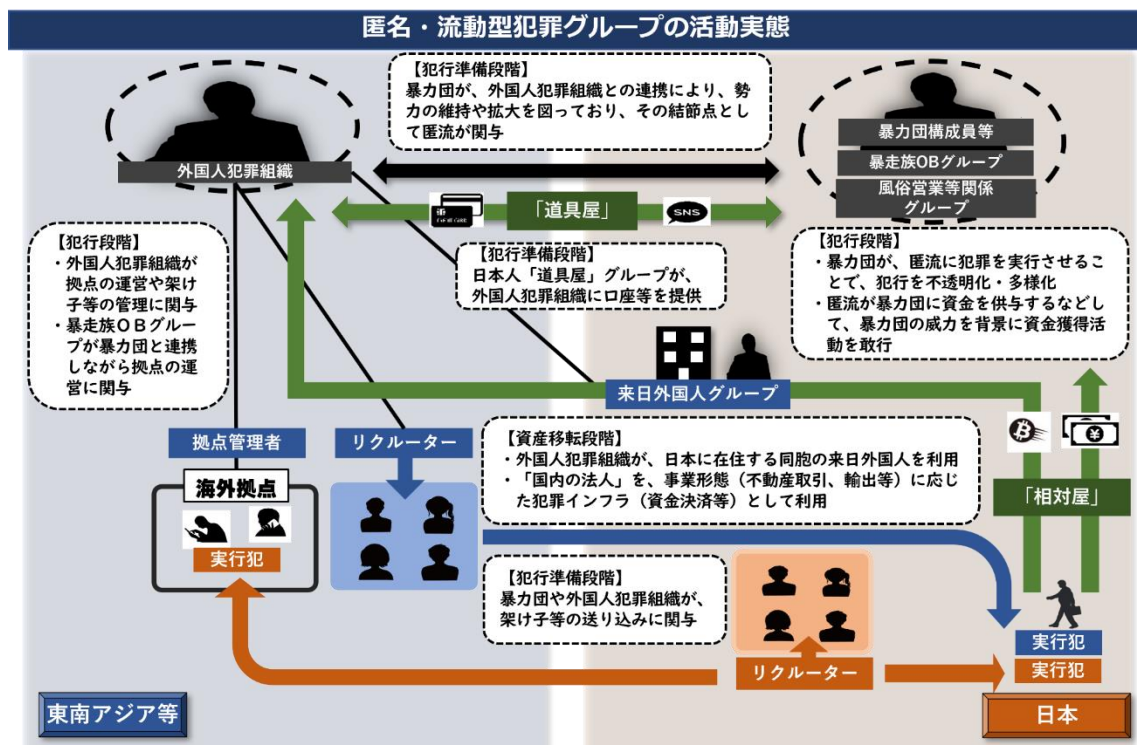 匿名・流動型犯罪グループの活動実態
【犯行準備段階】
暴力団が、外国人犯罪組織との連携により、勢
力の維持や拡大を図っており、その結節点とし
て匿流が関与
外国人犯罪組織
暴力団構成員等
暴走族OBグループ
風俗営業等関係
グループ
「道具屋」
SNS
【犯行段階】
・外国人犯罪組織が
拠点の運営や架け
子等の管理に関与
・暴走族OBグルー
プが暴力団と連携
しながら拠点の運
営に関与
【犯行準備段階】
日本人「道具屋」グループが、
外国人犯罪組織に口座等を提供
【犯行段階】
・暴力団が、匿流に犯罪を実行させるこ
とで、犯行を不透明化・多様化
・匿流が暴力団に資金を供与するなどし
て、暴力団の威力を背景に資金獲得活
動を敢行
来日外国人グループ
拠点管理者
リクルーター
海外拠点
実行犯
【資産移転段階】
・外国人犯罪組織が、日本に在住する同胞の来日外国人を利用
・「国内の法人」を、事業形態（不動産取引、輸出等）に応じ
た犯罪インフラ（資金決済等）として利用
「相対屋」
【犯行準備段階】
暴力団や外国人犯罪組織が、
架け子等の送り込みに関与
リクルーター
実行犯
実行犯
東南アジア等
日本